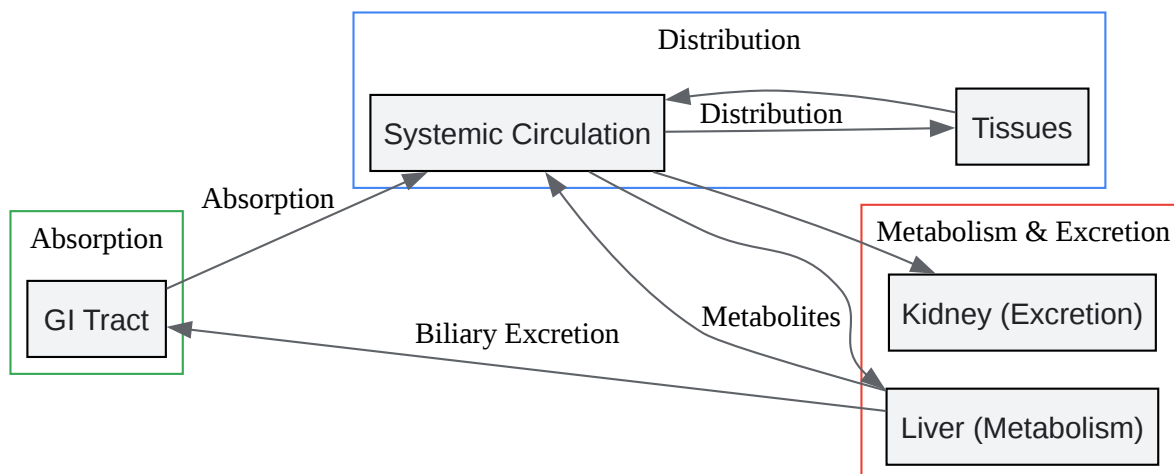 Distribution
Systemic Circulation
Distribution
Tissues
Absorption
Absorption
GI Tract
Metabolism & Excretion
Kidney (Excretion)
Metabolites
Biliary Excretion
Liver (Metabolism)